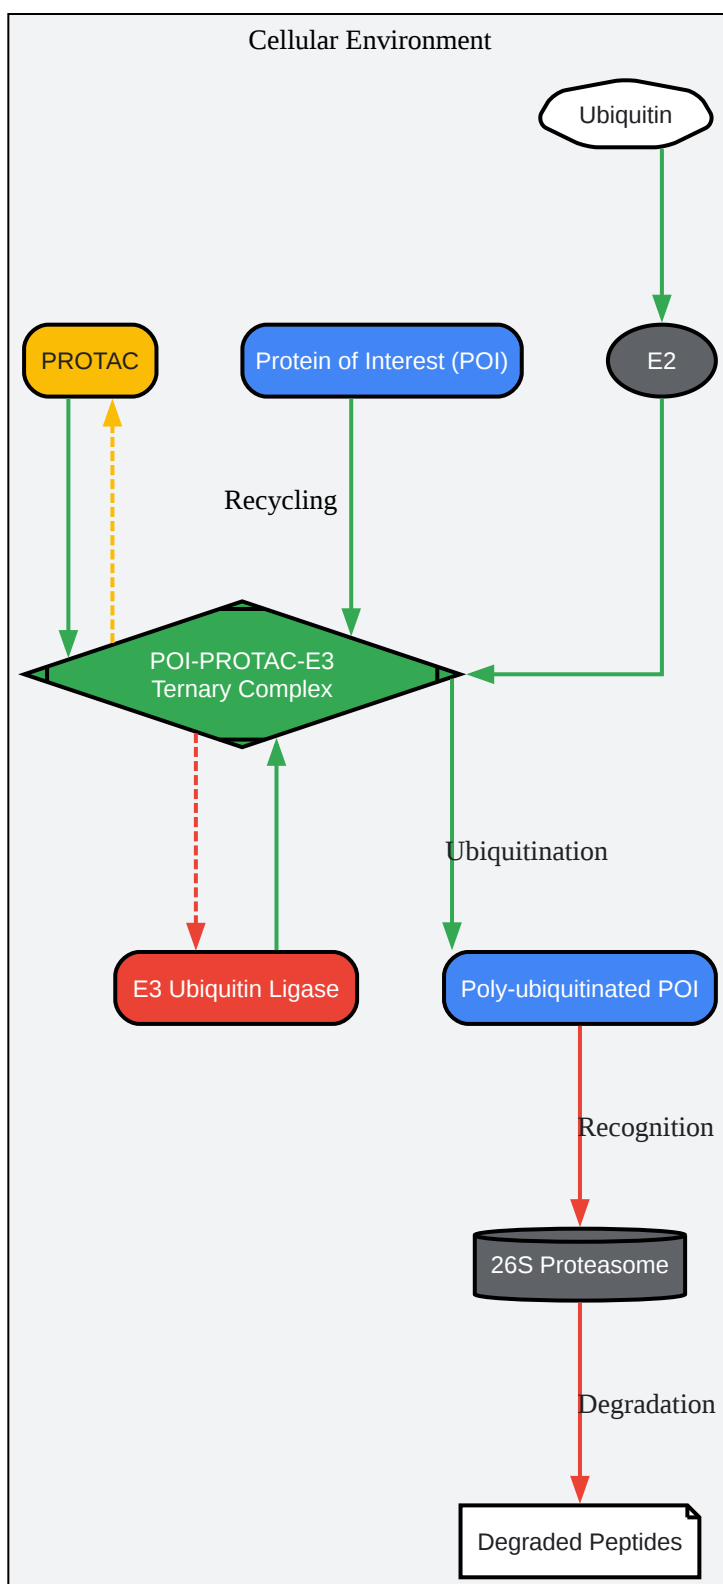 Cellular Environment
Ubiquitin
PROTAC
Protein of Interest (POI)
E2
Recycling
POI-PROTAC-E3
Ternary Complex
Ubiquitination
E3 Ubiquitin Ligase
Poly-ubiquitinated POI
Recognition
26S Proteasome
Degradation
Degraded Peptides